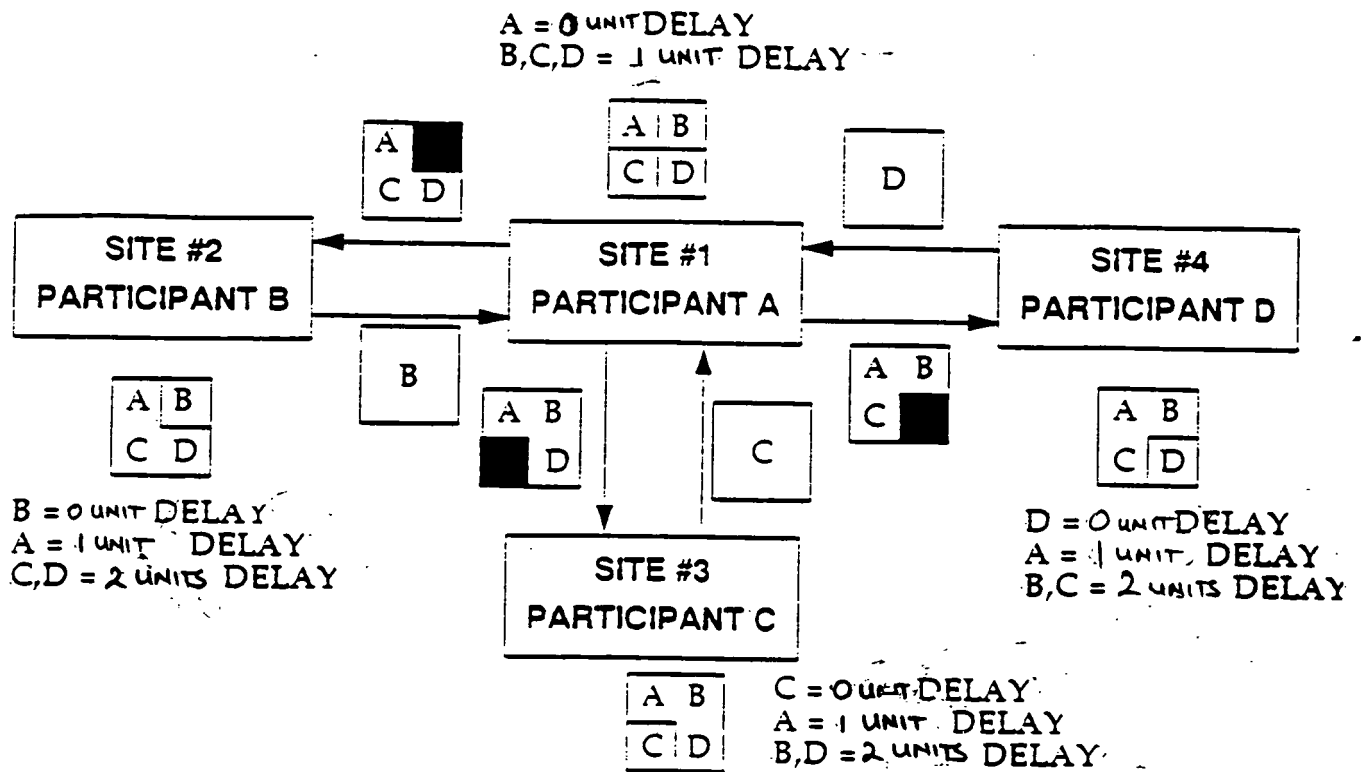 A = 0 UNIT DELAY
B,C,D = 1 UNIT DELAY
A
C D
A B
C D
D
SITE #2
PARTICIPANT B
SITE #1
PARTICIPANT A
SITE #4
PARTICIPANT D
B
A B
C D
B = 0 UNIT DELAY
A = 1 UNIT DELAY
C,D = 2 UNITS DELAY
A B
D
C
A B
C
A B
C D
D = 0 UNIT DELAY
A = 1 UNIT DELAY
B,C = 2 UNITS DELAY
SITE #3
PARTICIPANT C
A B
C D
C = 0 UNIT DELAY
A = 1 UNIT DELAY
B,D = 2 UNITS DELAY